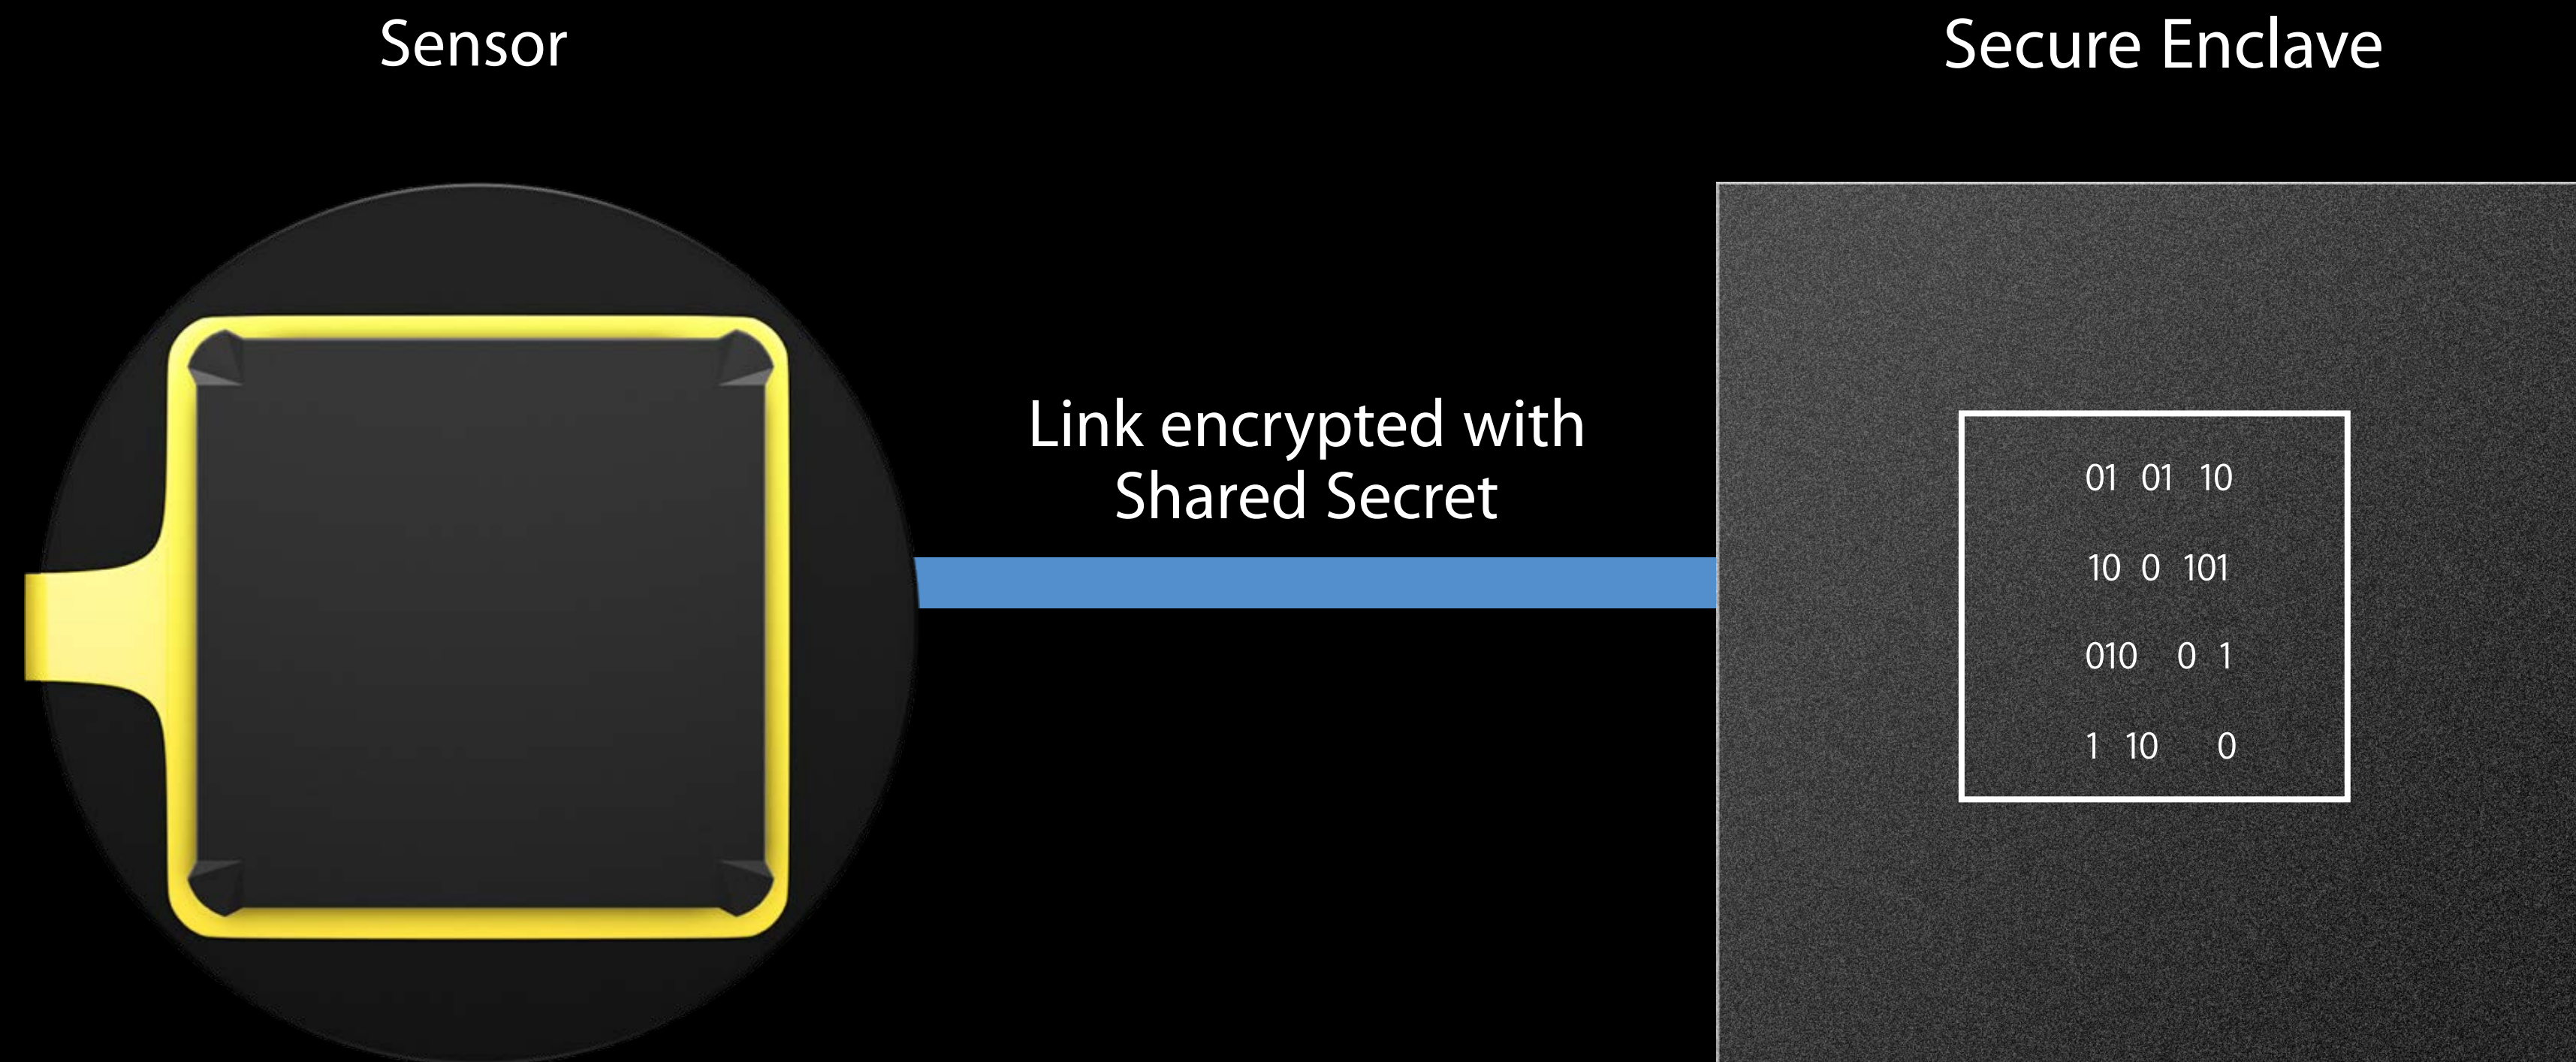 Sensor
Secure Enclave
Link encrypted with
Shared Secret
01 01 10
10 0 101
010 0 1
1 10 0